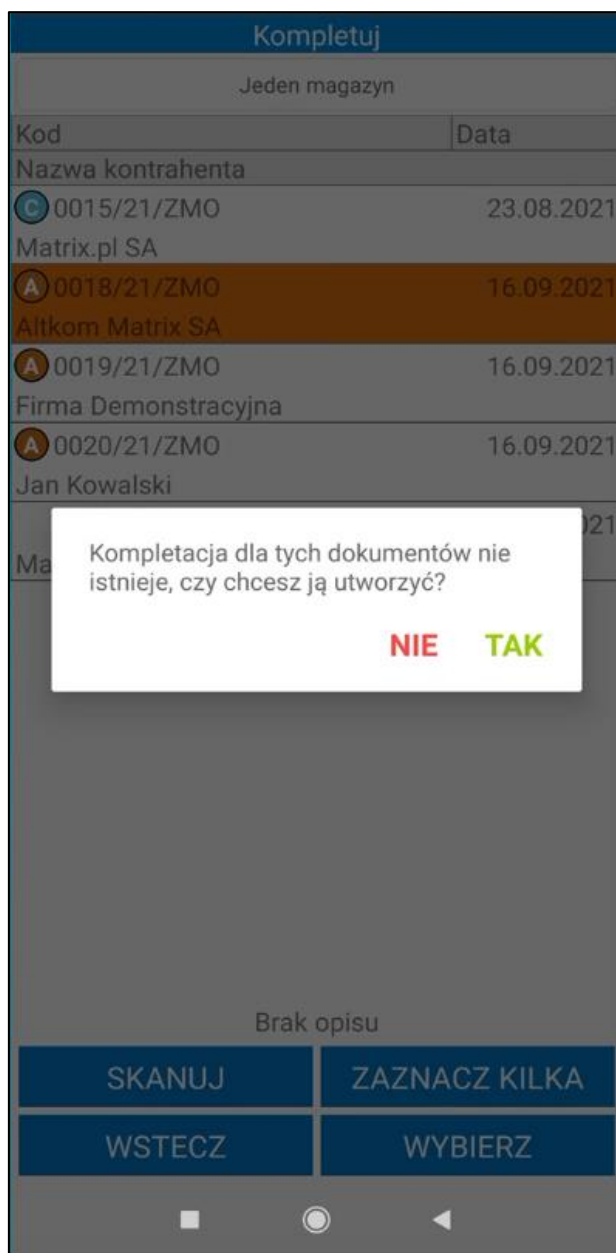 Kompletuj
Jeden magazyn
Kod Data
Nazwa kontrahenta
C 0015/21/ZMO 23.08.2021
Matrix.pl SA
A 0018/21/ZMO 16.09.2021
Altkom Matrix SA
A 0019/21/ZMO 16.09.2021
Firma Demonstracyjna
A 0020/21/ZMO 16.09.2021
Jan Kowalski
Kompletacja dla tych dokumentów nie
istnieje, czy chcesz ją utworzyć?
NIE TAK
Brak opisu
SKANUJ ZAZNACZ KILKA
WSTECZ WYBIERZ